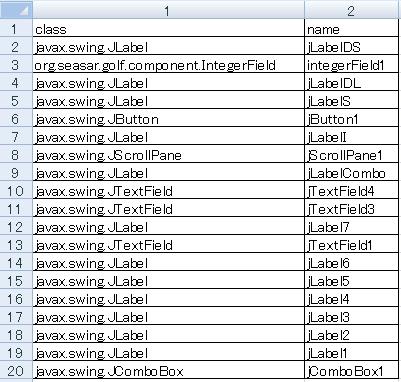 1 2
1 class name
2 javax.swing.JLabel jLabelDS
3 org.seasar.golf.component.IntegerField integerField1
4 javax.swing.JLabel jLabelDL
5 javax.swing.JLabel jLabelS
6 javax.swing.JButton jButton1
7 javax.swing.JLabel jLabelI
8 javax.swing.JScrollPane jScrollPane1
9 javax.swing.JLabel jLabelCombo
10 javax.swing.JTextField jTextField4
11 javax.swing.JTextField jTextField3
12 javax.swing.JLabel jLabel7
13 javax.swing.JTextField jTextField1
14 javax.swing.JLabel jLabel6
15 javax.swing.JLabel jLabel5
16 javax.swing.JLabel jLabel4
17 javax.swing.JLabel jLabel3
18 javax.swing.JLabel jLabel2
19 javax.swing.JLabel jLabel1
20 javax.swing.JComboBox jComboBox1